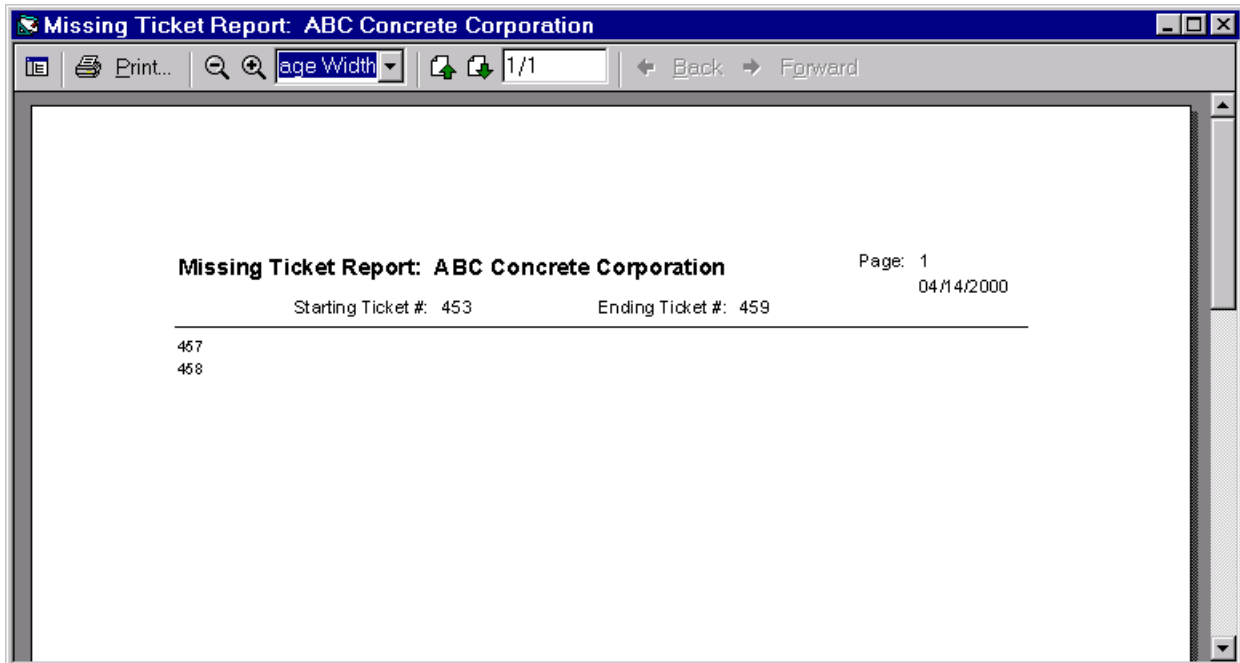 Missing Ticket Report: ABC Concrete Corporation
Print... age Width 1/1 Back Forward
Missing Ticket Report: ABC Concrete Corporation Page: 1
04/14/2000
Starting Ticket #: 453 Ending Ticket #: 459
457
458